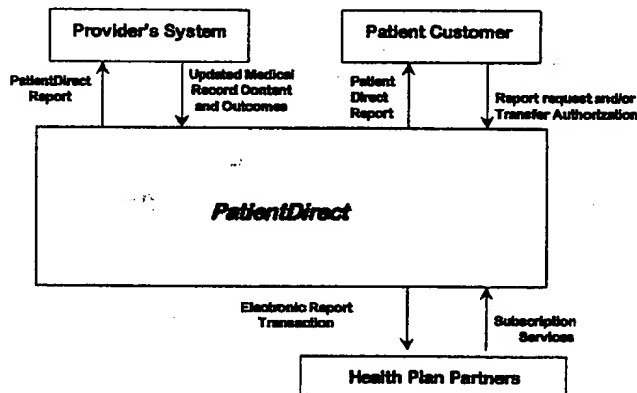 Provider's System
Patient Customer
PatientDirect
Report
Updated Medical
Record Content
and Outcomes
Patient
Direct
Report
Report request and/or
Transfer Authorization
PatientDirect
Electronic Report
Transaction
Subscription
Services
Health Plan Partners